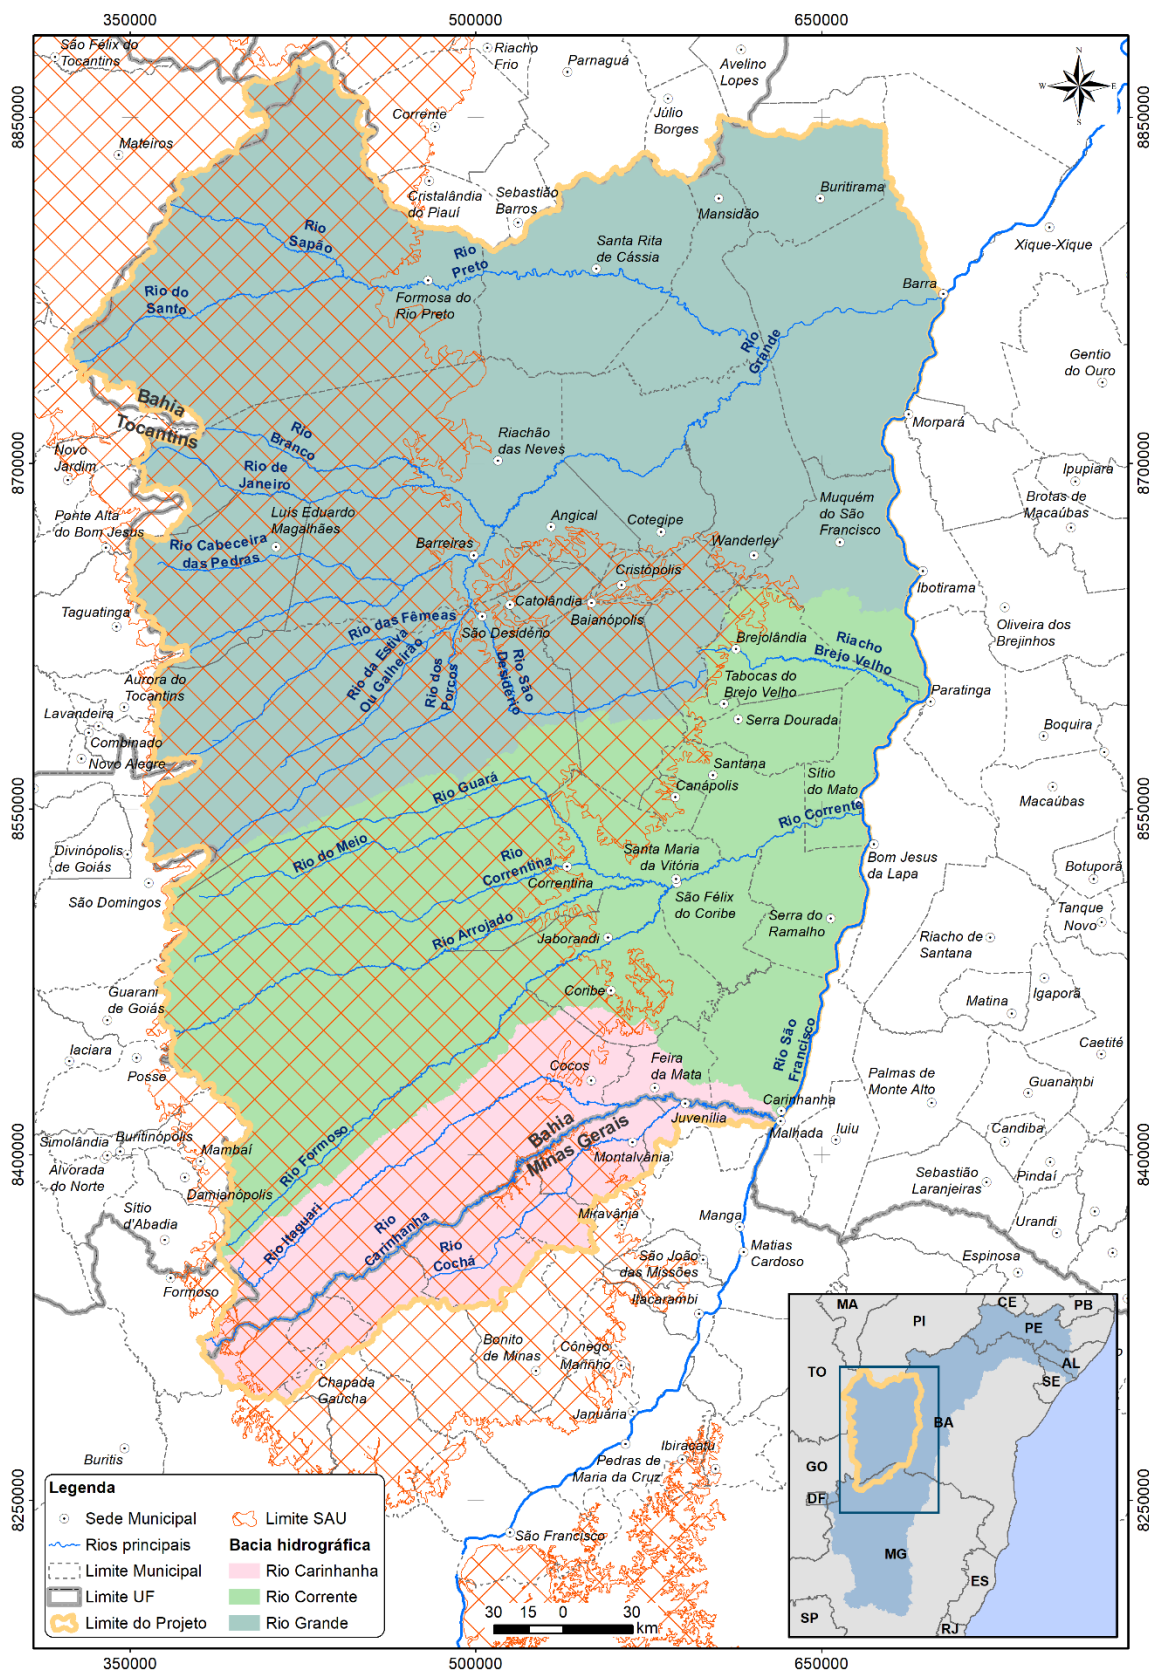 350000
500000
650000
São Félix do
Tocantins
Riacho
Frio
Parnaguá
Avelino
Lopes
N
W
E
S
8850000
8850000
Corrente
Júlio
Borges
Mateiros
Cristalândia
do Piauí
Sebastião
Barros
Mansidão
Buritirama
Xique-Xique
Rio
Sapão
Rio
Preto
Santa Rita
de Cássia
Barra
Rio do
Santo
Formosa do
Rio Preto
Rio
Grande
Gentio
do Ouro
Bahia
Tocantins
Morpará
Rio
Branco
Riachão
das Neves
Novo
Jardim
Rio de
Janeiro
8700000
8700000
Ipupiara
Brotas de
Macaúbas
Muquém
do São
Francisco
Ponte Alta
do Bom Jesus
Luis Eduardo
Magalhães
Angical
Cotegipe
Rio Cabeceira
das Pedras
Barreiras
Wanderley
Cristópolis
Ibotirama
Taguatinga
Catolândia
Baianópolis
Rio das Fêmeas
São Desidério
Oliveira dos
Brejinhos
Brejolândia
Riacho
Brejo Velho
Rio da Estiva
Ou Galheirão
Rio dos
Porcos
Rio São
Desidério
Aurora do
Tocantins
Tabocas do
Brejo Velho
Paratinga
Lavandeira
Serra Dourada
Boquira
Combinado
Novo Alegre
Santana
Sítio
do Mato
Rio Guará
Canápolis
Macaúbas
8550000
8550000
Rio Corrente
Rio do Meio
Divinópolis
de Goiás
Rio
Correntina
Santa Maria
da Vitória
Bom Jesus
da Lapa
Botuporã
Correntina
São Domingos
São Félix
do Coribe
Tanque
Novo
Rio Arrojado
Serra do
Ramalho
Jaborandi
Riacho de
Santana
Guarani
de Goiás
Coribe
Igaporã
Matina
Iaciara
Posse
Rio São
Francisco
Caetité
Cocos
Feira
da Mata
Palmas de
Monte Alto
Guanambi
Juvenília
Carinhanha
Malhada
Iuiu
Candiba
Simolândia
Buritinópolis
Mambaí
Rio Formoso
Bahia
Minas Gerais
Montalvânia
8400000
8400000
Alvorada
do Norte
Damianópolis
Sebastião
Laranjeiras
Pindaí
Sítio
d'Abadia
Rio Itaguari
Rio
Carinhanha
Rio
Cochá
Miravânia
Manga
Urandi
São João
das Missões
Matias
Cardoso
Espinosa
Formoso
Itacarambi
Bonito
de Minas
Cônego
Marinho
Chapada
Gaúcha
Januária
Buritis
Ibiracatu
Pedras de
Maria da Cruz
São Francisco
8250000
8250000
MA
CE
PB
PI
PE
TO
AL
SE
BA
GO
DF
MG
ES
SP
RJ
Legenda
Sede Municipal
Rios principais
Limite Municipal
Limite UF
Limite do Projeto
Limite SAU
Bacia hidrográfica
Rio Carinhanha
Rio Corrente
Rio Grande
30 15 0 30
km
350000
500000
650000